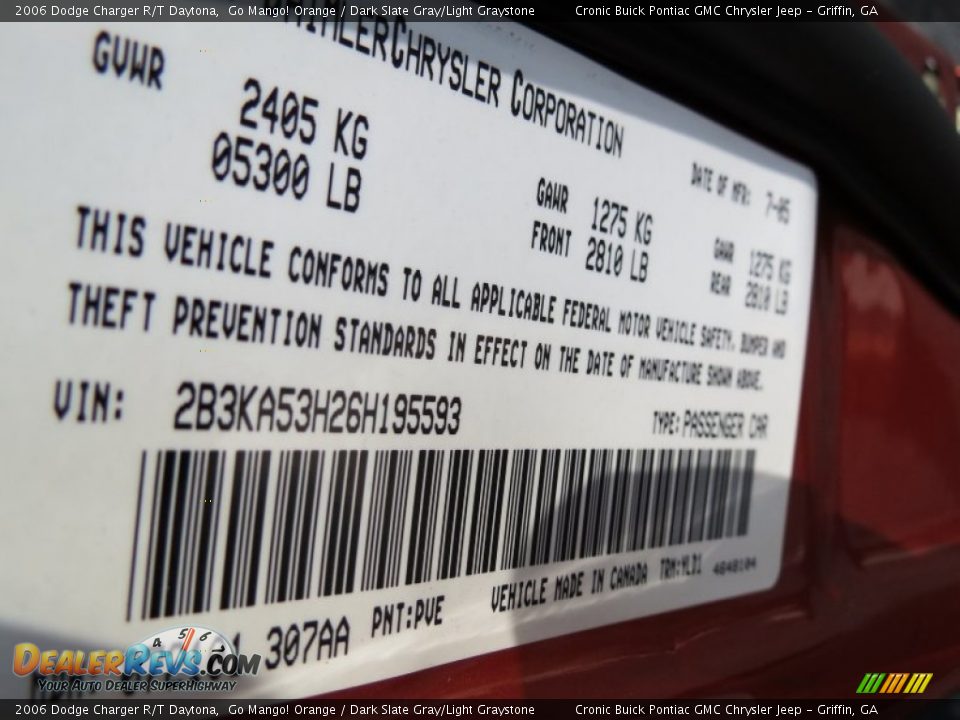 2006 Dodge Charger R/T Daytona, Go Mango! Orange / Dark Slate Gray/Light Graystone Cronic Buick Pontiac GMC Chrysler Jeep - Griffin, GA
CHRYSLER CORPORATION
GVWR
2405 KG
05300 LB
DATE OF MFR: 7-05
GAWR 1275 KG
FRONT 2810 LB
GAWR 1275 KG
REAR 2810 LB
THIS VEHICLE CONFORMS TO ALL APPLICABLE FEDERAL MOTOR VEHICLE SAFETY, BUMPER AND
THEFT PREVENTION STANDARDS IN EFFECT ON THE DATE OF MANUFACTURE SHOWN ABOVE.
VIN: 2B3KA53H26H195593
TYPE: PASSENGER CAR
VEHICLE MADE IN CANADA
307AA PNT:PVE
4 5 6
DEALERREVS.COM
YOUR AUTO DEALER SUPERHIGHWAY
2006 Dodge Charger R/T Daytona, Go Mango! Orange / Dark Slate Gray/Light Graystone Cronic Buick Pontiac GMC Chrysler Jeep - Griffin, GA